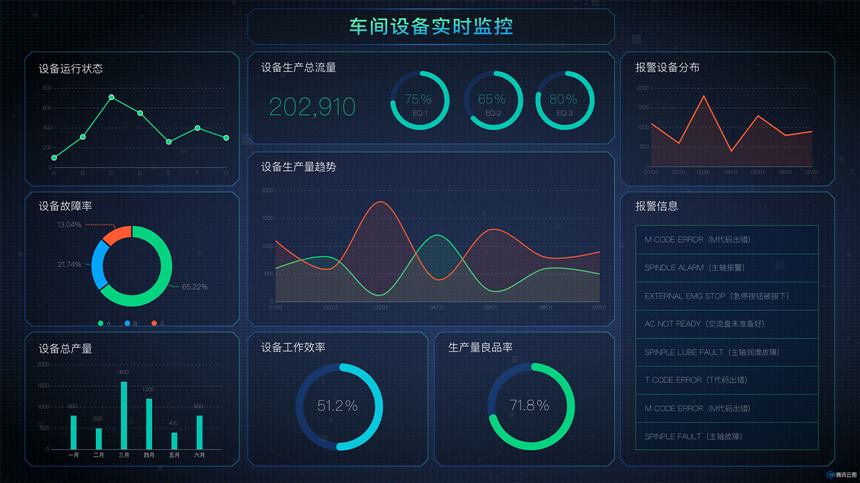 车间设备实时监控
设备运行状态
800
600
400
200
0
A
B
C
D
E
F
G
设备生产总流量
202,910
75%
EQ-1
65%
EQ-2
80%
EQ-3
报警设备分布
01/01
02/01
03/01
04/01
05/01
06/01
07/01
设备故障率
13.04%
21.74%
65.22%
A
B
C
设备生产量趋势
2000
1500
1000
500
0
01/01
02/01
03/01
04/01
05/01
06/01
07/01
报警信息
M CODE ERROR（M代码出错）
SPINDLE ALARM（主轴报警）
EXTERNAL EMG STOP（急停按钮被按下）
AC NOT READY（交流盘未准备好）
SPINPLE LUBE FAULT（主轴润滑故障）
T CODE ERROR（T代码出错）
M CODE ERROR（M代码出错）
SPINPLE FAULT（主轴故障）
设备总产量
2000
1500
1000
500
0
800
500
1600
1200
400
800
一月
二月
三月
四月
五月
六月
设备工作效率
51.2%
生产量良品率
71.8%
腾讯云图